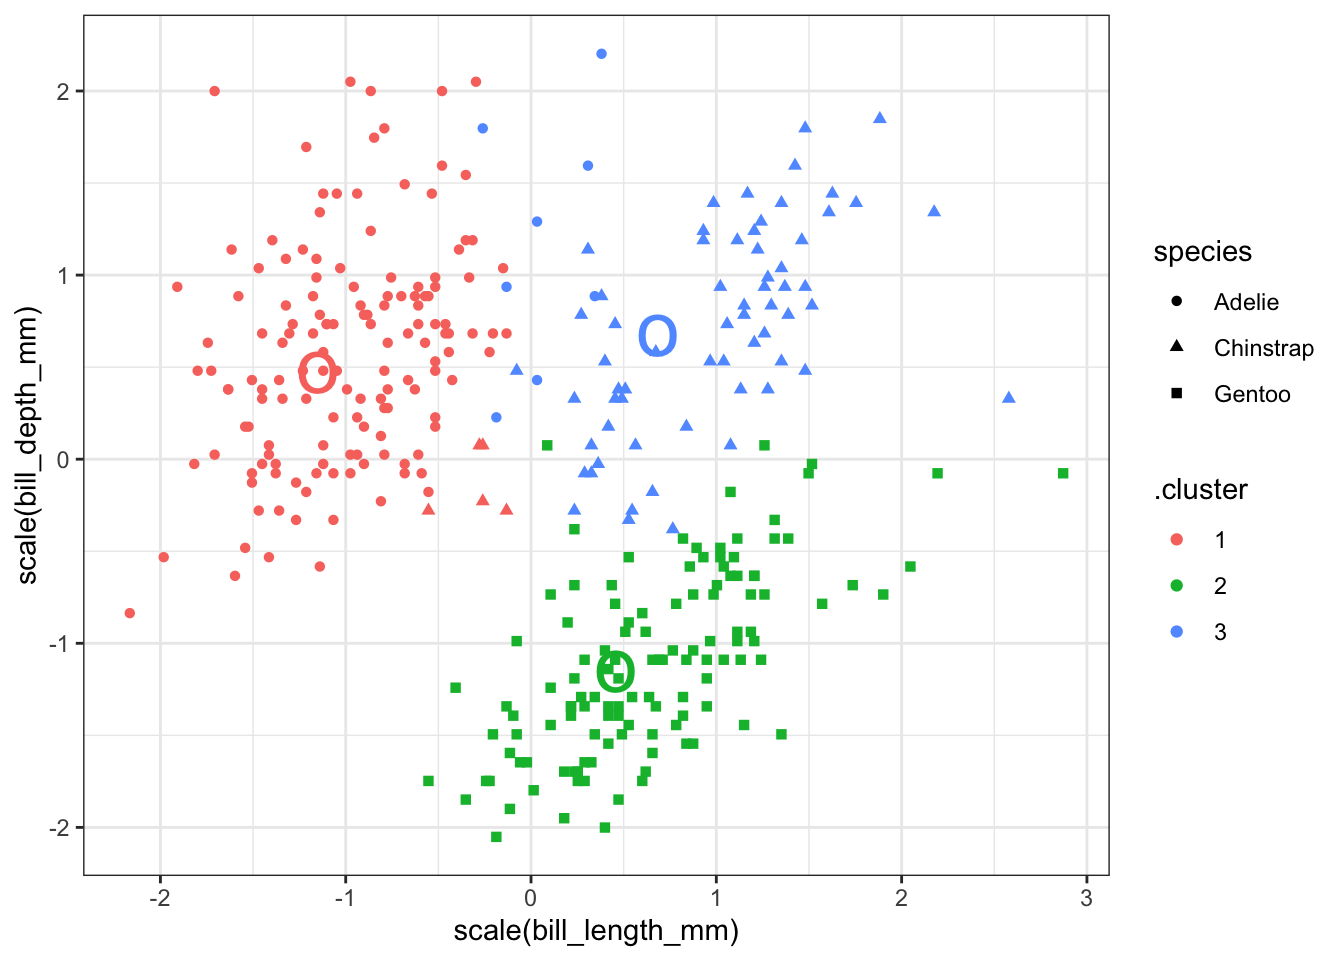 2
1
0
-1
-2
scale(bill_depth_mm)
-2
-1
0
1
2
3
scale(bill_length_mm)
O
O
O
species
Adelie
Chinstrap
Gentoo
.cluster
1
2
3